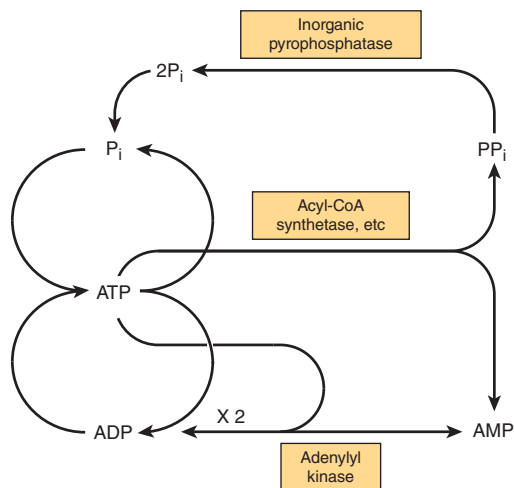 Inorganic
pyrophosphatase
2Pi
Pi
PPi
Acyl-CoA
synthetase, etc
ATP
X 2
ADP
AMP
Adenylyl
kinase